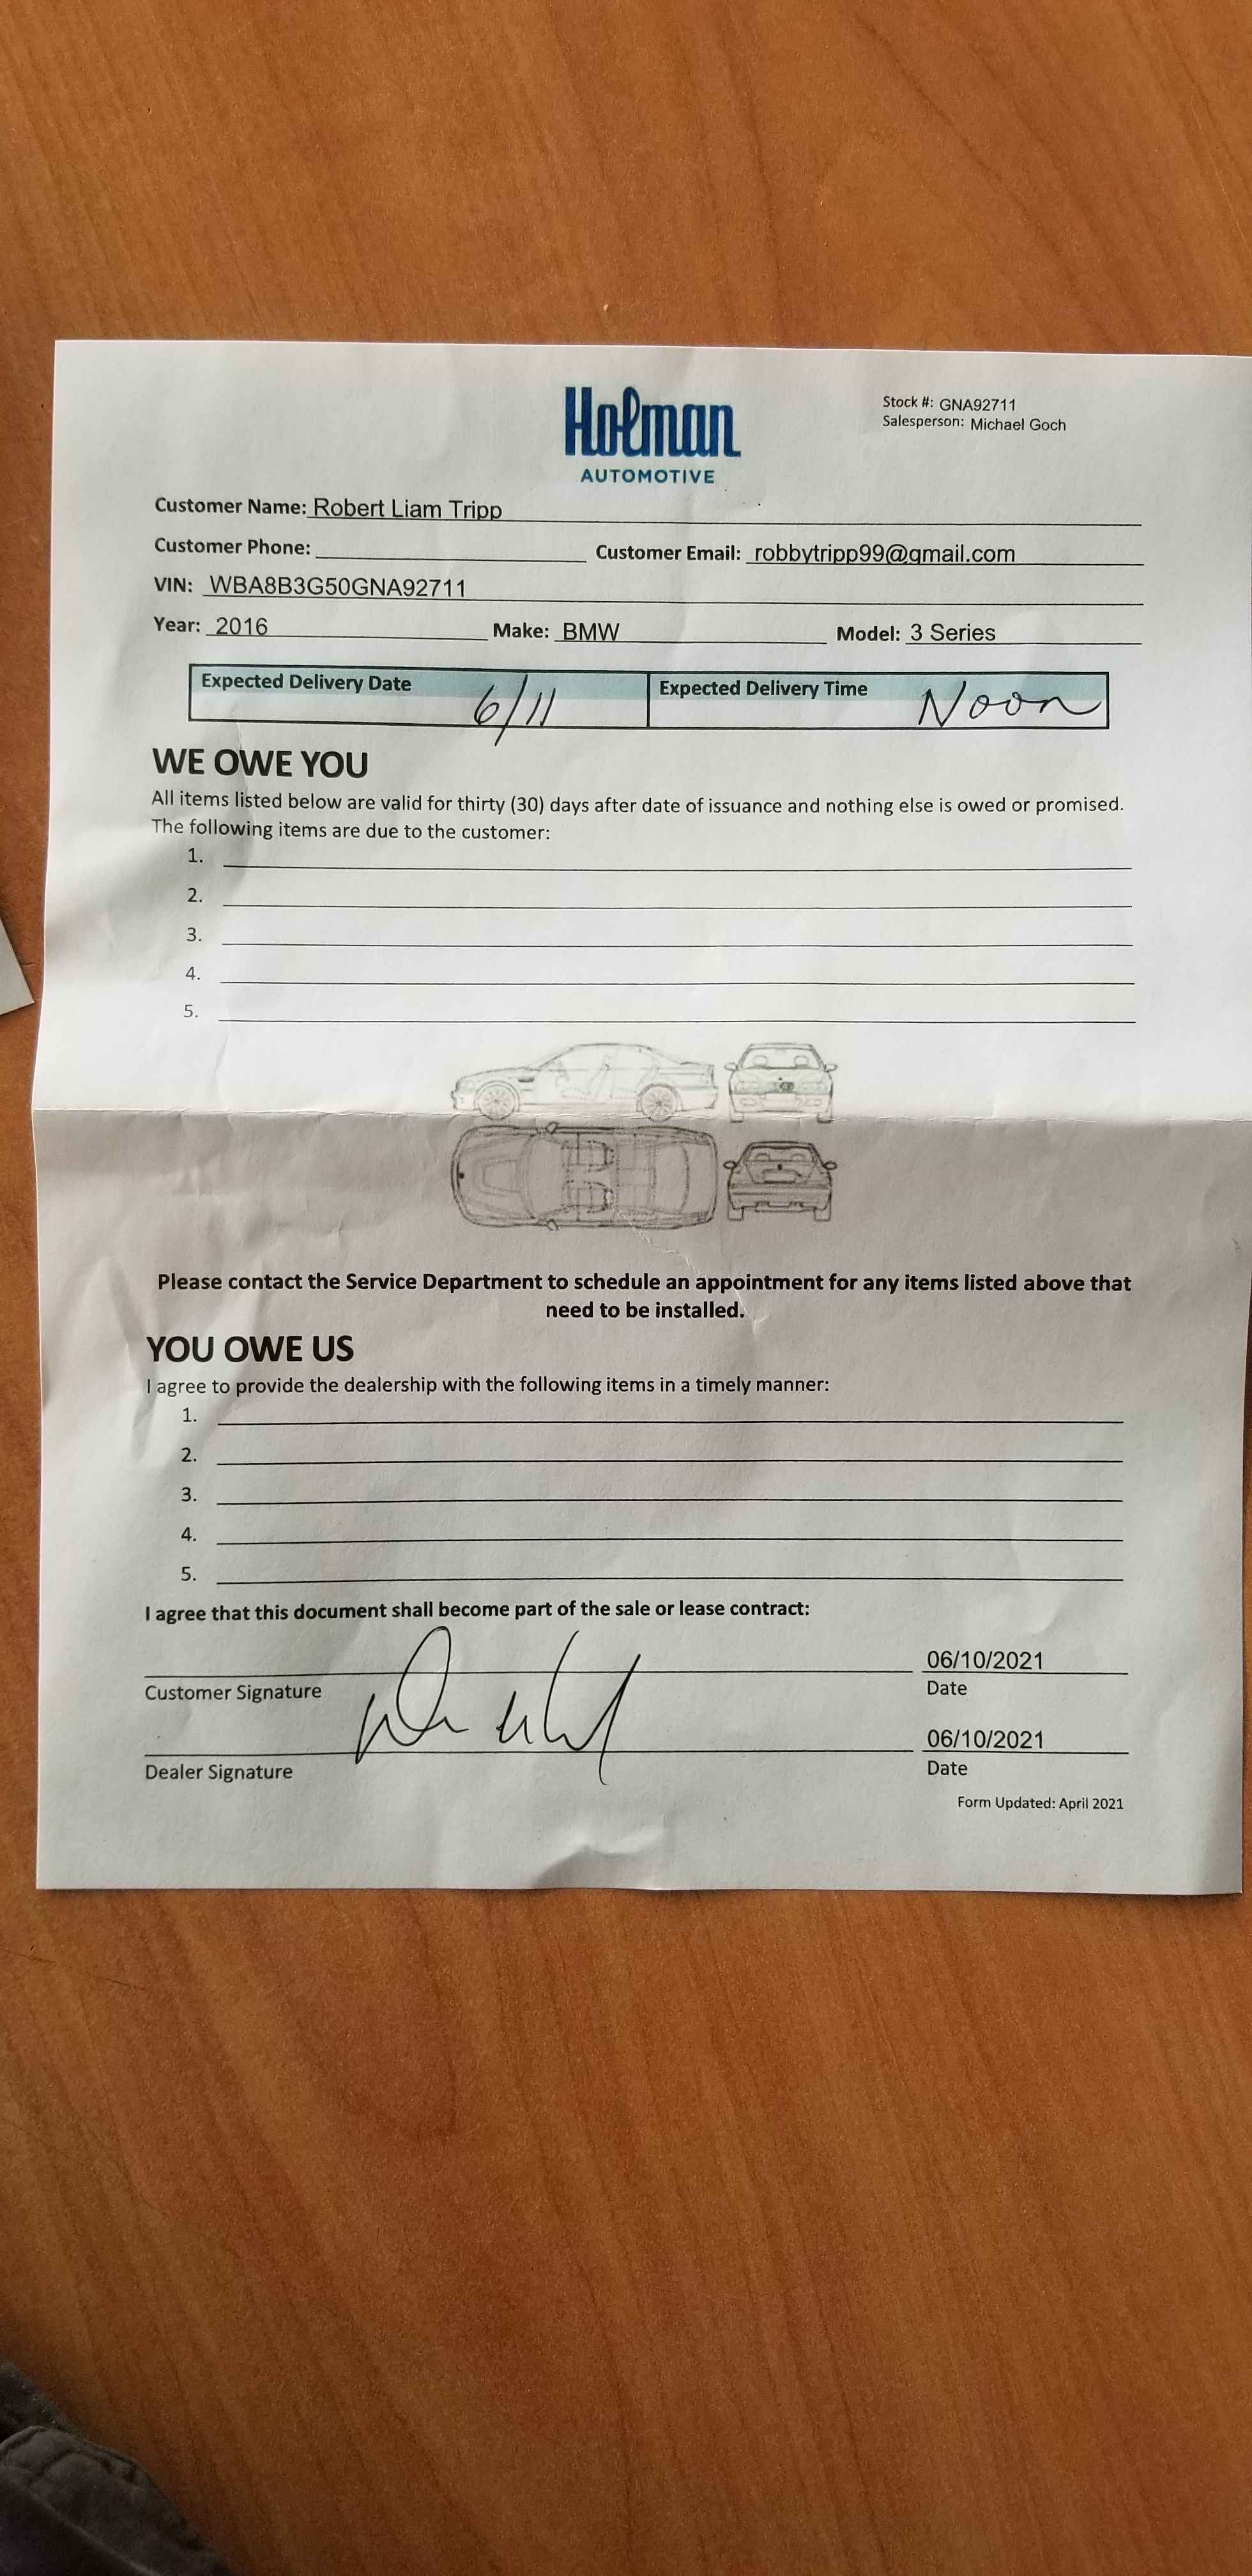 Holman
AUTOMOTIVE
Stock #: GNA92711
Salesperson: Michael Goch
Customer Name: Robert Liam Tripp
Customer Phone: Customer Email: robbytripp99@gmail.com
VIN: WBA8B3G50GNA92711
Year: 2016 Make: BMW Model: 3 Series
Expected Delivery Date 6/11 Expected Delivery Time Noon
WE OWE YOU
All items listed below are valid for thirty (30) days after date of issuance and nothing else is owed or promised.
The following items are due to the customer:
1.
2.
3.
4.
5.
Please contact the Service Department to schedule an appointment for any items listed above that
need to be installed.
YOU OWE US
I agree to provide the dealership with the following items in a timely manner:
1.
2.
3.
4.
5.
I agree that this document shall become part of the sale or lease contract:
06/10/2021
Customer Signature Date
06/10/2021
Dealer Signature Date
Form Updated: April 2021